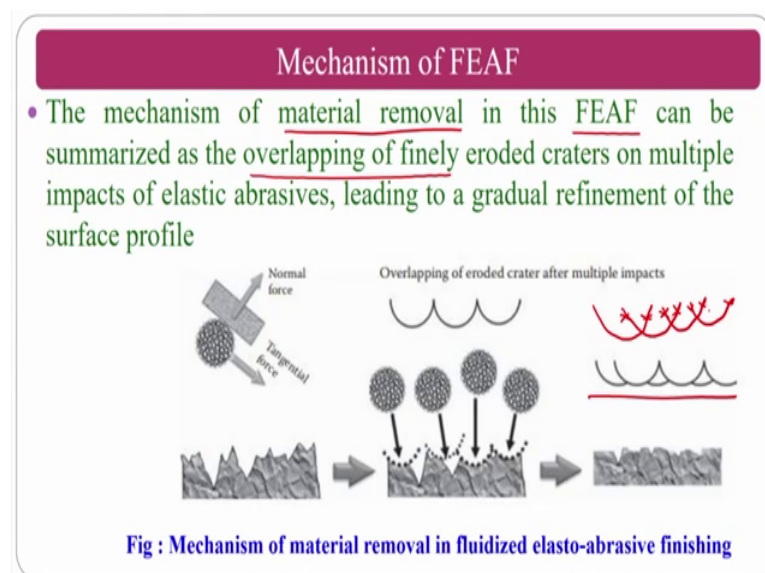 Mechanism of FEAF
• The mechanism of material removal in this FEAF can be
summarized as the overlapping of finely eroded craters on multiple
impacts of elastic abrasives, leading to a gradual refinement of the
surface profile
Normal
force
Tangential
force
Overlapping of eroded crater after multiple impacts
Fig : Mechanism of material removal in fluidized elasto-abrasive finishing